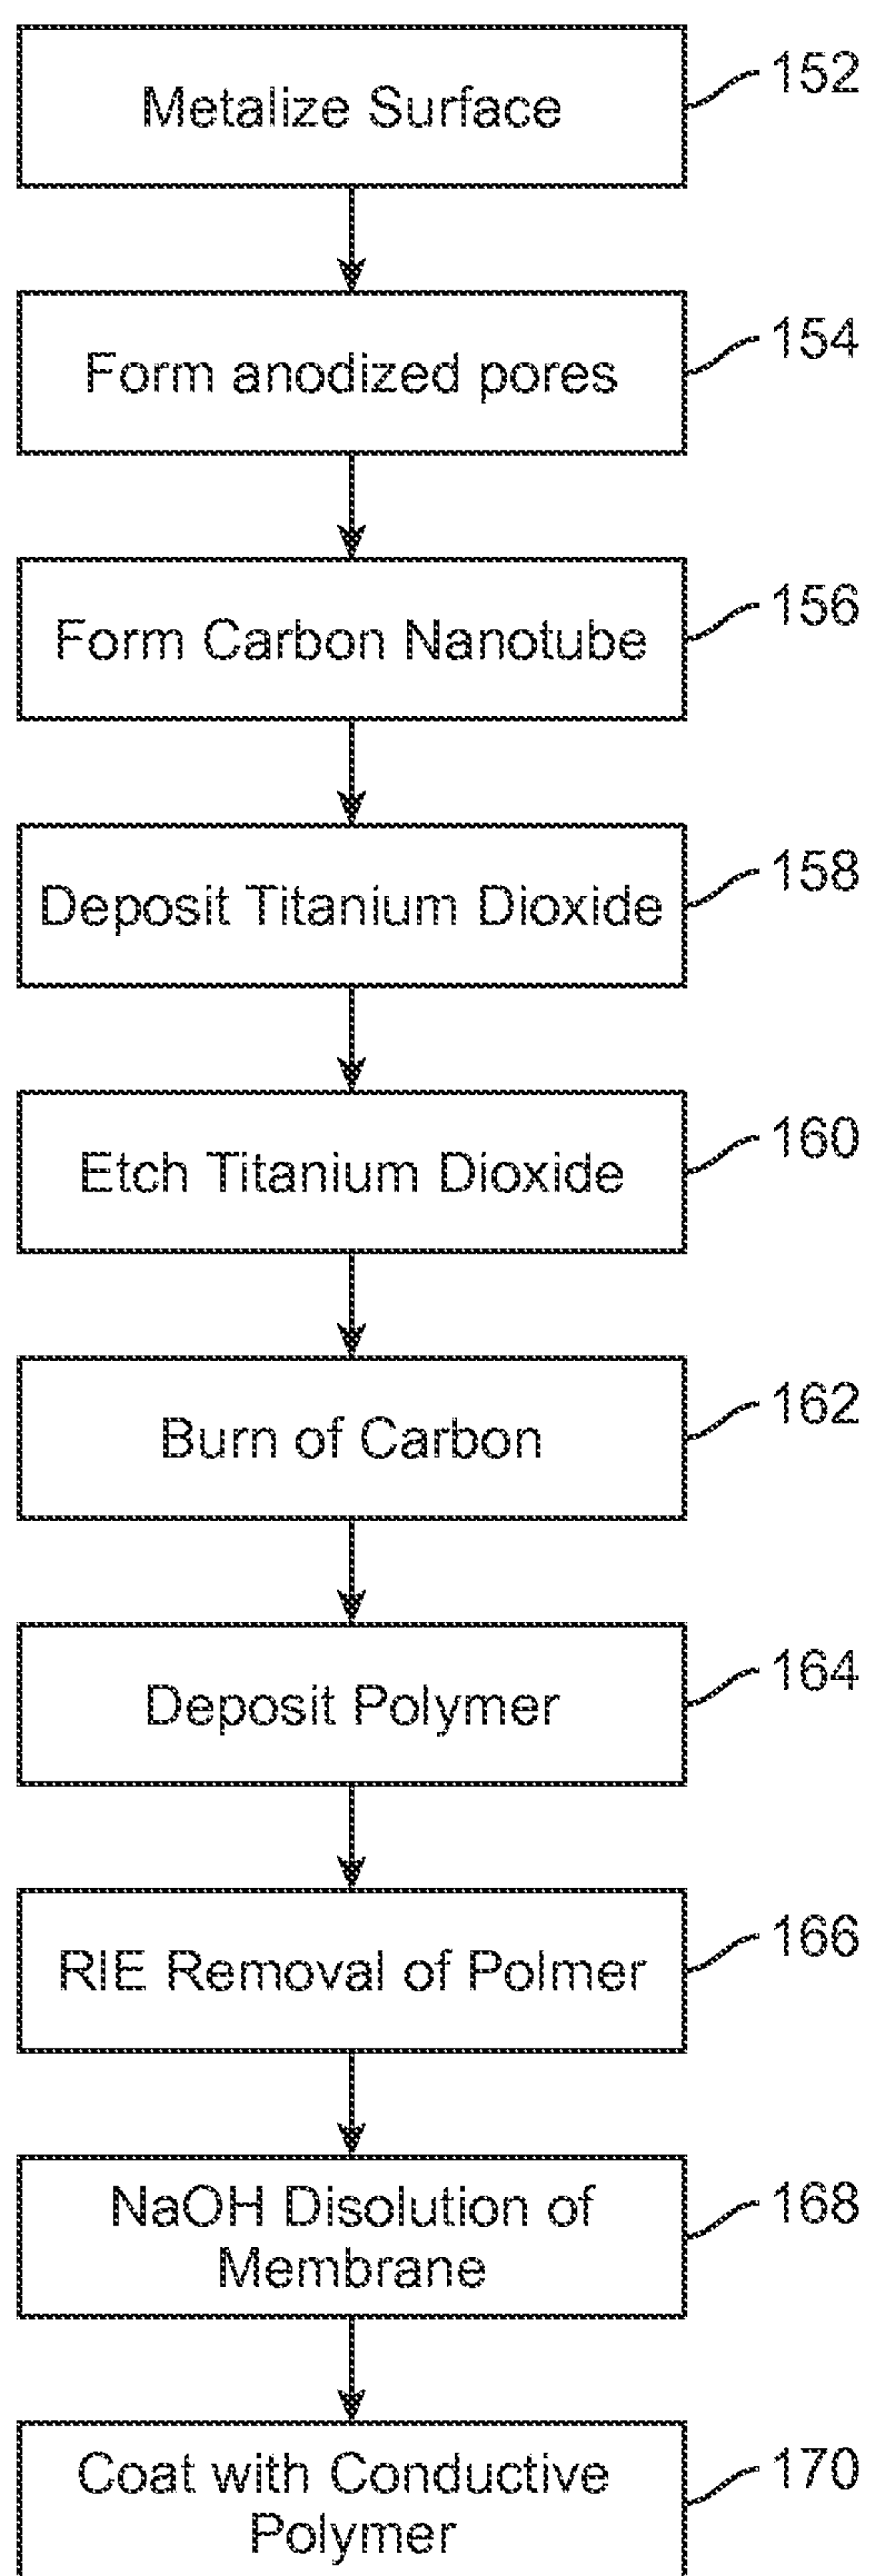 Metalize Surface
152
Form anodized pores
154
Form Carbon Nanotube
156
Deposit Titanium Dioxide
158
Etch Titanium Dioxide
160
Burn of Carbon
162
Deposit Polymer
164
RIE Removal of Polmer
166
NaOH Disolution of
Membrane
168
Coat with Conductive
Polymer
170